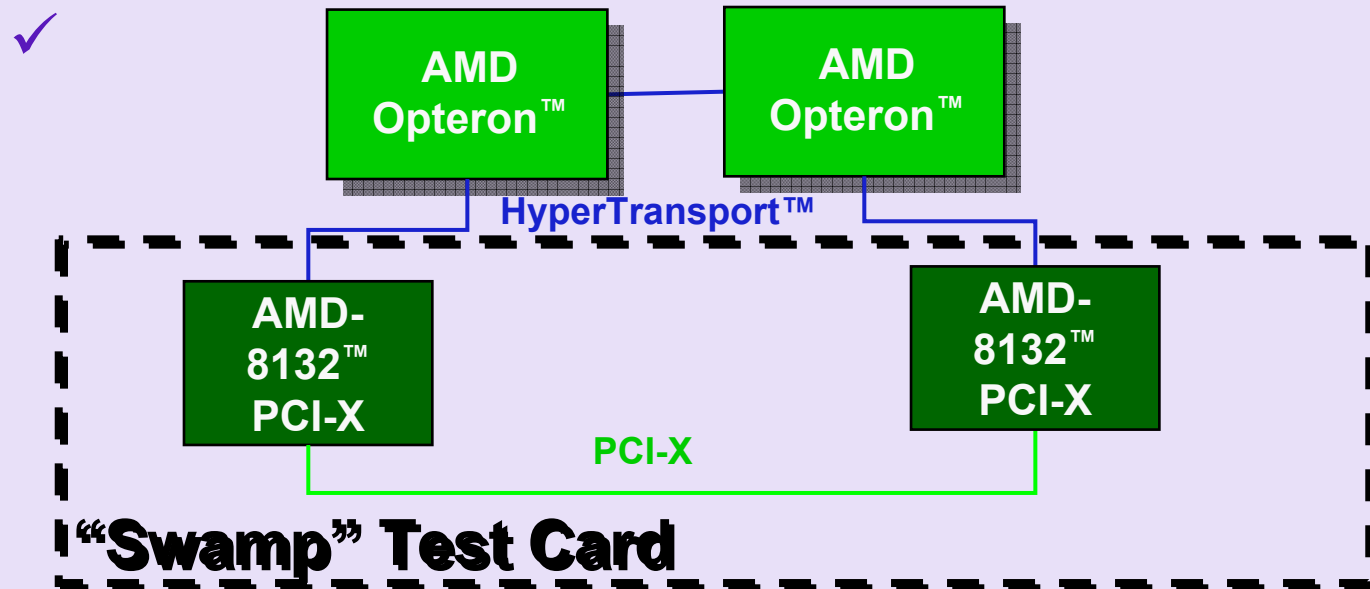 AMD
Opteron™
AMD
Opteron™
HyperTransport™
AMD-
8132™
PCI-X
AMD-
8132™
PCI-X
PCI-X
“Swamp” Test Card